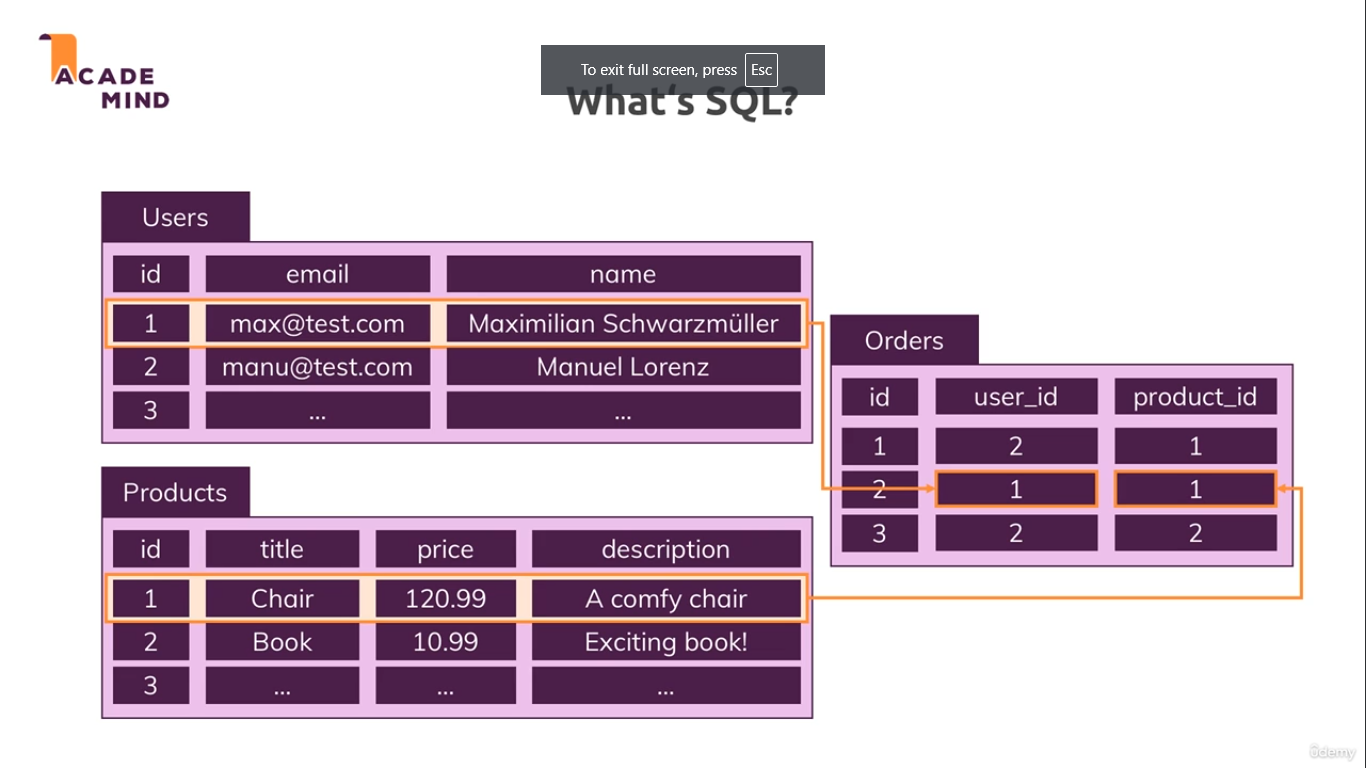 ACADE
MIND
To exit full screen, press Esc
What's SQL?
Users
id email name
1 max@test.com Maximilian Schwarzmüller
2 manu@test.com Manuel Lorenz
3 ... ...
Orders
id user_id product_id
1 2 1
2 1 1
3 2 2
Products
id title price description
1 Chair 120.99 A comfy chair
2 Book 10.99 Exciting book!
3 ... ... ...
ûdemy